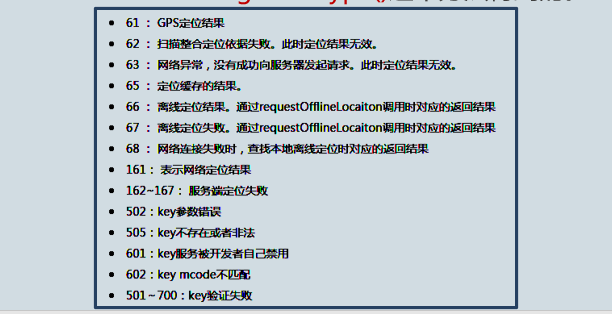 61 ： GPS定位结果
62 ： 扫描整合定位依据失败。此时定位结果无效。
63 ： 网络异常，没有成功向服务器发起请求。此时定位结果无效。
65 ： 定位缓存的结果。
66 ： 离线定位结果。通过requestOfflineLocaiton调用时对应的返回结果
67 ： 离线定位失败。通过requestOfflineLocaiton调用时对应的返回结果
68 ： 网络连接失败时，查找本地离线定位时对应的返回结果
161： 表示网络定位结果
162~167： 服务端定位失败
502：key参数错误
505：key不存在或者非法
601：key服务被开发者自己禁用
602：key mcode不匹配
501～700：key验证失败